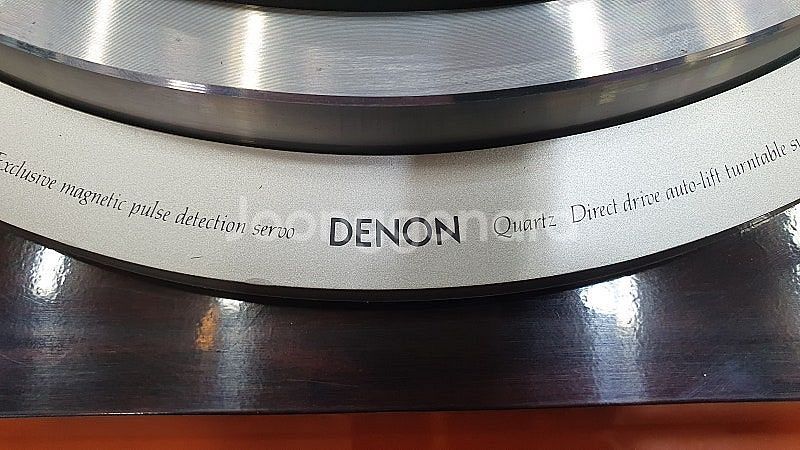 Exclusive magnetic pulse detection servo DENON Quartz Direct drive auto-lift turntable